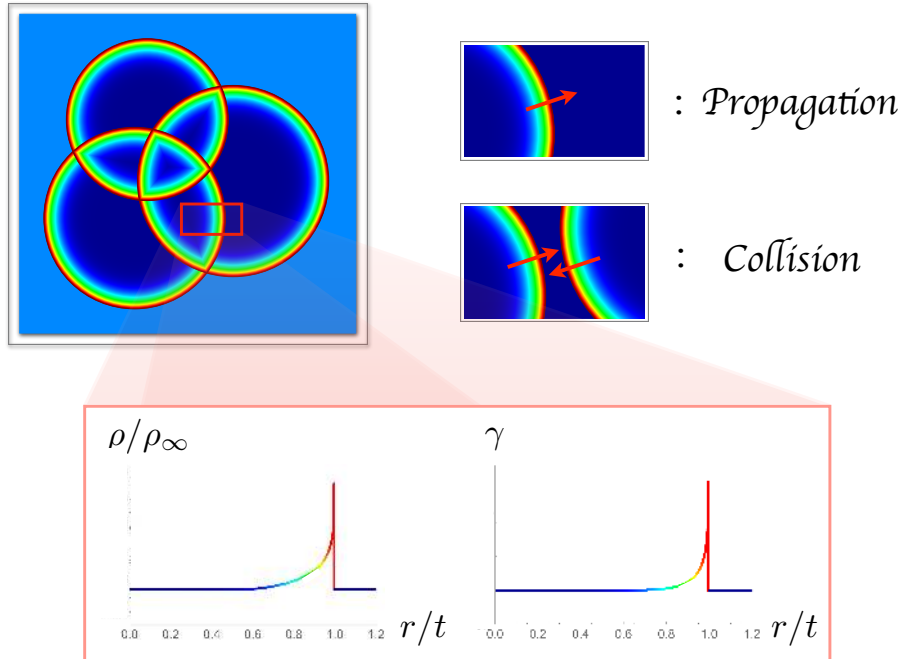 : Propagation
: Collision
ρ/ρ∞
γ
0.0 0.2 0.4 0.6 0.8 1.0 1.2 r/t
0.0 0.2 0.4 0.6 0.8 1.0 1.2 r/t